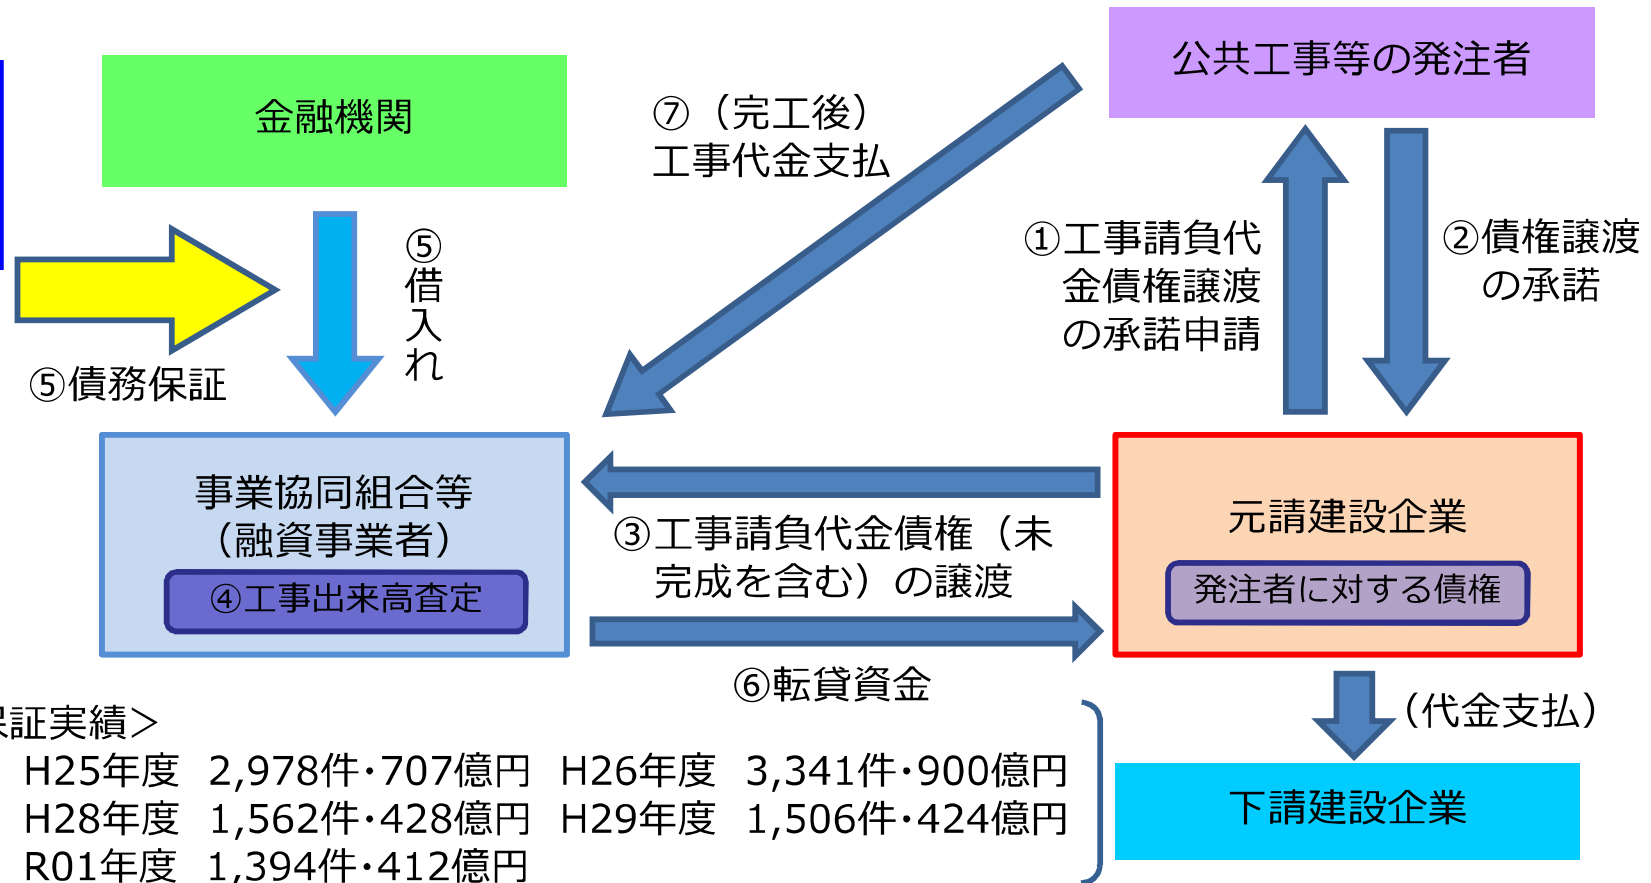 公共工事等の発注者
金融機関
⑦（完工後）
工事代金支払
①工事請負代
金債権譲渡
の承諾申請
②債権譲渡
の承諾
⑤借入れ
⑤債務保証
事業協同組合等
（融資事業者）
④工事出来高査定
③工事請負代金債権（未
完成を含む）の譲渡
元請建設企業
発注者に対する債権
⑥転貸資金
（代金支払）
保証実績＞
H25年度 2,978件・707億円 H26年度 3,341件・900億円
H28年度 1,562件・428億円 H29年度 1,506件・424億円
R01年度 1,394件・412億円
下請建設企業